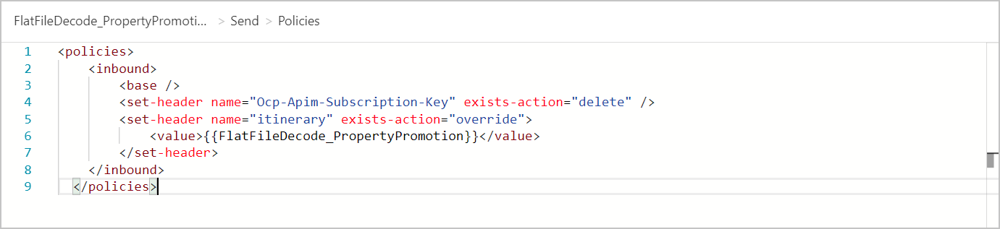 FlatFileDecode_PropertyPromoti... > Send > Policies
1 <policies>
2 <inbound>
3 <base />
4 <set-header name="Ocp-Apim-Subscription-Key" exists-action="delete" />
5 <set-header name="itinerary" exists-action="override">
6 <value>{{FlatFileDecode_PropertyPromotion}}</value>
7 </set-header>
8 </inbound>
9 </policies>